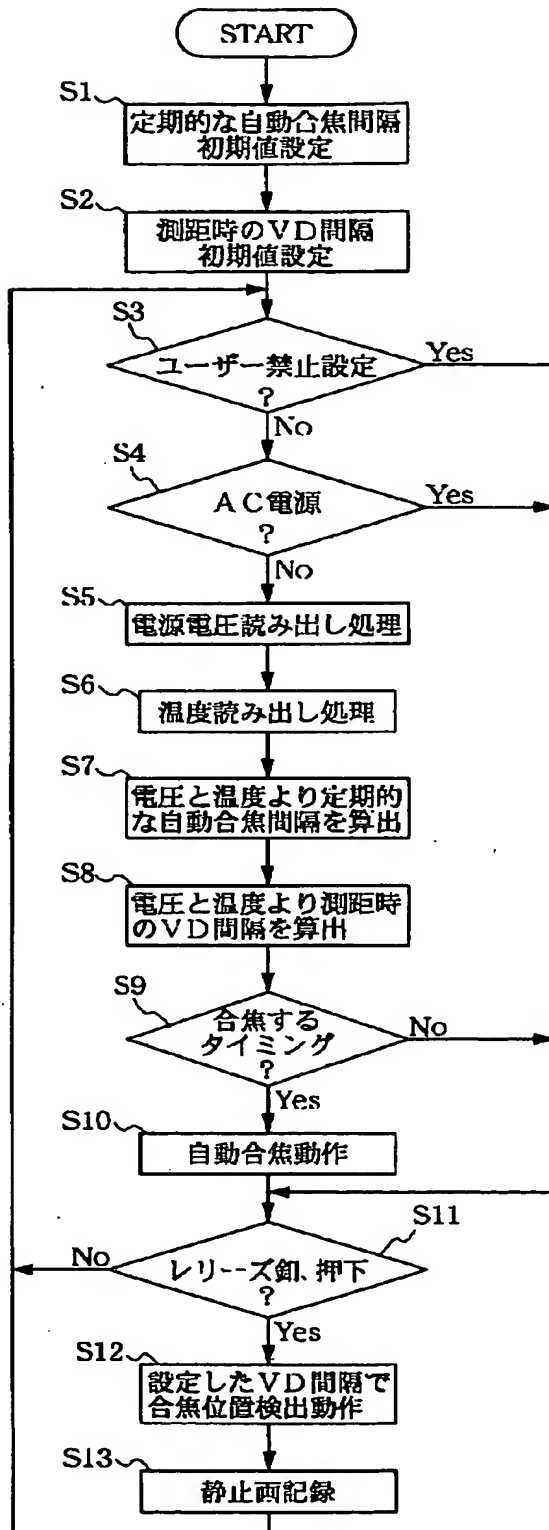 START
S1
定期的な自動合焦間隔
初期値設定
S2
測距時のVD間隔
初期値設定
S3
ユーザー禁止設定
?
Yes
No
S4
AC電源
?
Yes
No
S5
電源電圧読み出し処理
S6
温度読み出し処理
S7
電圧と温度より定期的
な自動合焦間隔を算出
S8
電圧と温度より測距時
のVD間隔を算出
S9
合焦する
タイミング
?
No
Yes
S10
自動合焦動作
S11
レリーズ釦、押下
?
No
Yes
S12
設定したVD間隔で
合焦位置検出動作
S13
静止画記録